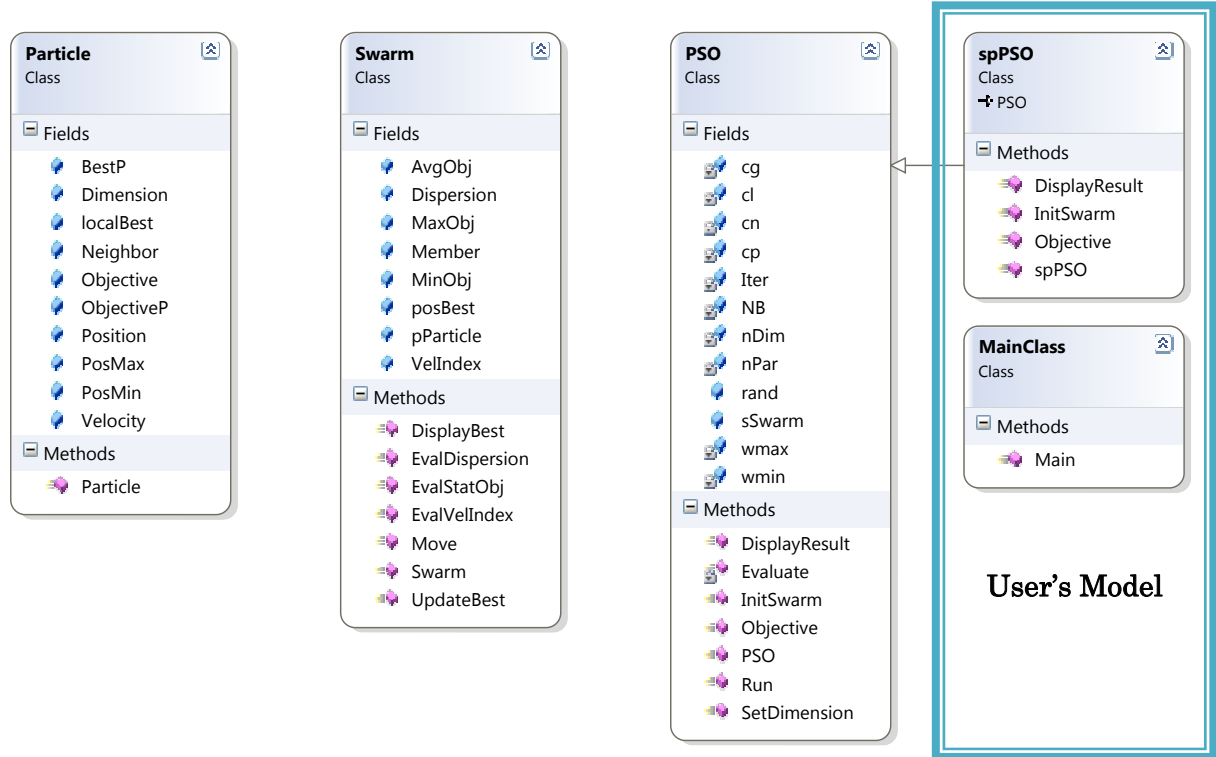 Particle
Class
Fields
BestP
Dimension
localBest
Neighbor
Objective
ObjectiveP
Position
PosMax
PosMin
Velocity
Methods
Particle
Swarm
Class
Fields
AvgObj
Dispersion
MaxObj
Member
MinObj
posBest
pParticle
VelIndex
Methods
DisplayBest
EvalDispersion
EvalStatObj
EvalVelIndex
Move
Swarm
UpdateBest
PSO
Class
Fields
cg
cl
cn
cp
Iter
NB
nDim
nPar
rand
sSwarm
wmax
wmin
Methods
DisplayResult
Evaluate
InitSwarm
Objective
PSO
Run
SetDimension
spPSO
Class
PSO
Methods
DisplayResult
InitSwarm
Objective
spPSO
MainClass
Class
Methods
Main
User's Model